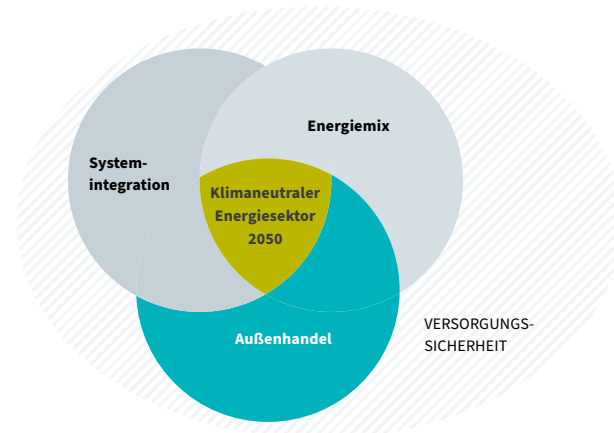 Energiemix
System-
integration
Klimaneutraler
Energiesektor
2050
Außenhandel
VERSORGUNGS-
SICHERHEIT